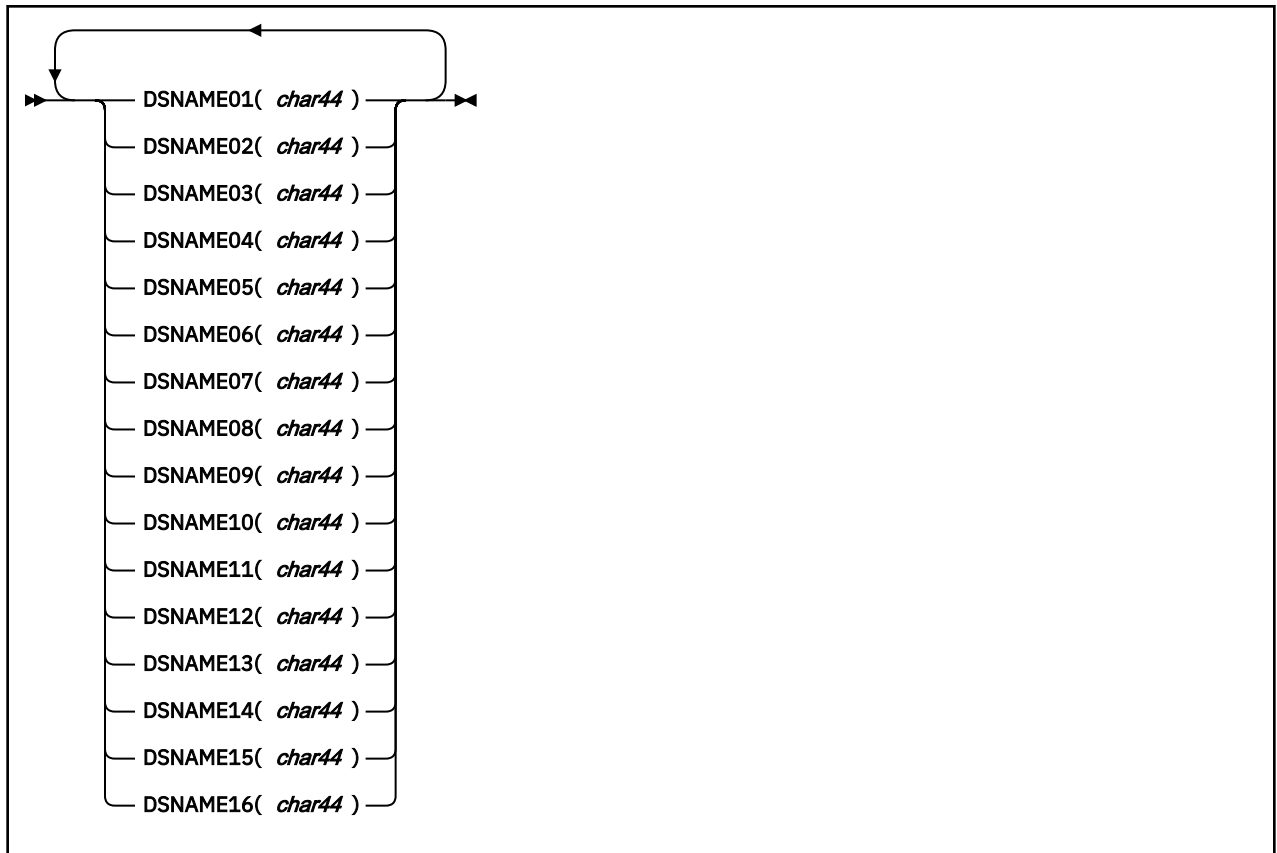 DSNAME01( char44 )
DSNAME02( char44 )
DSNAME03( char44 )
DSNAME04( char44 )
DSNAME05( char44 )
DSNAME06( char44 )
DSNAME07( char44 )
DSNAME08( char44 )
DSNAME09( char44 )
DSNAME10( char44 )
DSNAME11( char44 )
DSNAME12( char44 )
DSNAME13( char44 )
DSNAME14( char44 )
DSNAME15( char44 )
DSNAME16( char44 )